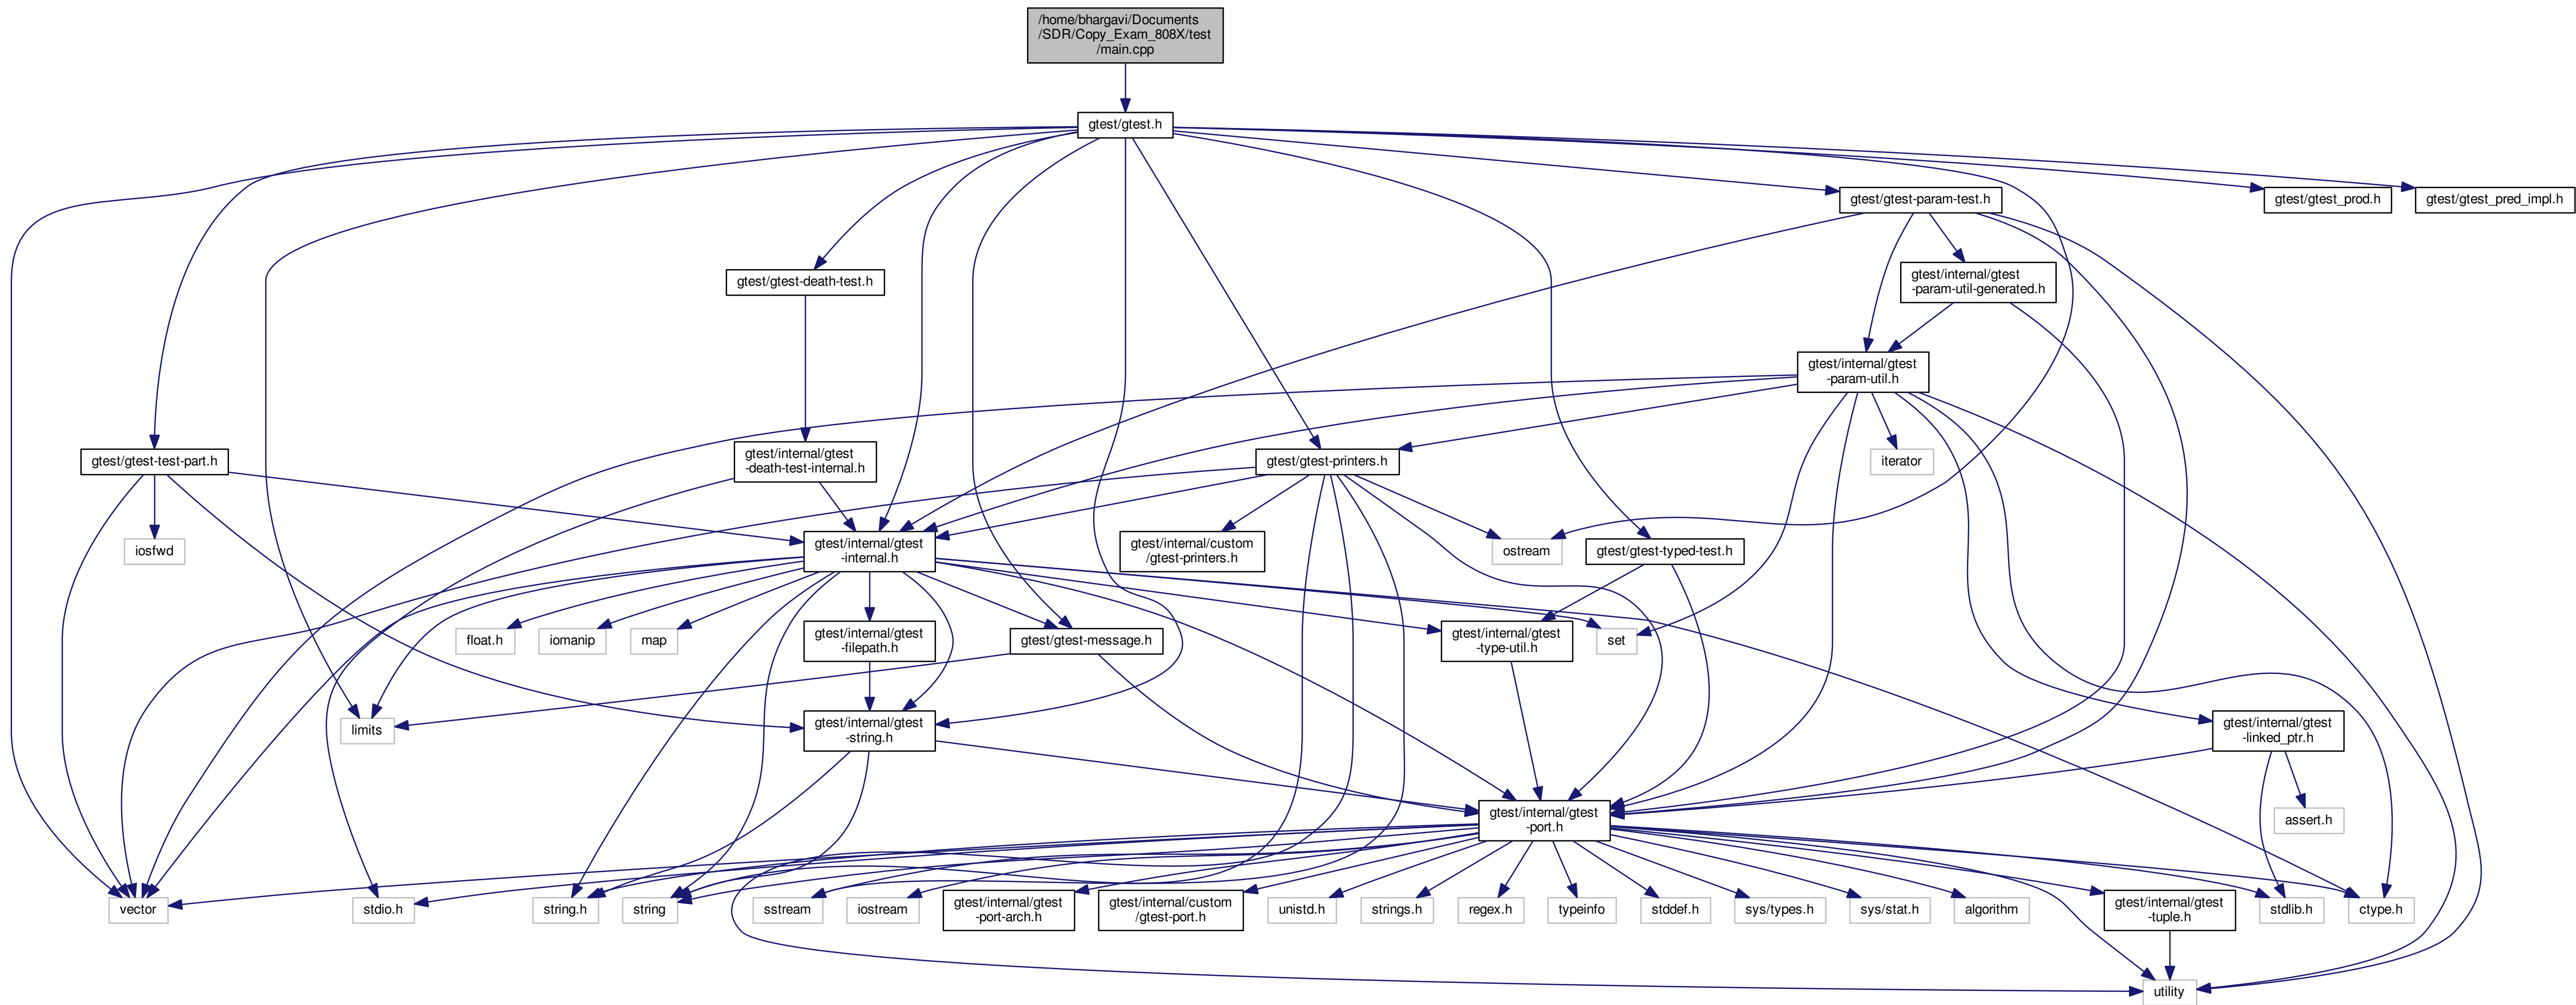 /home/bhargavi/Documents
/SDR/Copy_Exam_808X/test
/main.cpp
gtest/gtest.h
gtest/gtest-param-test.h
gtest/gtest_prod.h
gtest/gtest_pred_impl.h
gtest/gtest-death-test.h
gtest/internal/gtest
-param-util-generated.h
gtest/internal/gtest
-param-util.h
gtest/gtest-test-part.h
gtest/internal/gtest
-death-test-internal.h
gtest/gtest-printers.h
iterator
iosfwd
gtest/internal/gtest
-internal.h
gtest/internal/custom
/gtest-printers.h
ostream
gtest/gtest-typed-test.h
float.h
iomanip
map
gtest/internal/gtest
-filepath.h
gtest/gtest-message.h
gtest/internal/gtest
-type-util.h
set
limits
gtest/internal/gtest
-string.h
gtest/internal/gtest
-linked_ptr.h
gtest/internal/gtest
-port.h
assert.h
vector
stdio.h
string.h
string
sstream
iostream
gtest/internal/gtest
-port-arch.h
gtest/internal/custom
/gtest-port.h
unistd.h
strings.h
regex.h
typeinfo
stddef.h
sys/types.h
sys/stat.h
algorithm
gtest/internal/gtest
-tuple.h
stdlib.h
ctype.h
utility